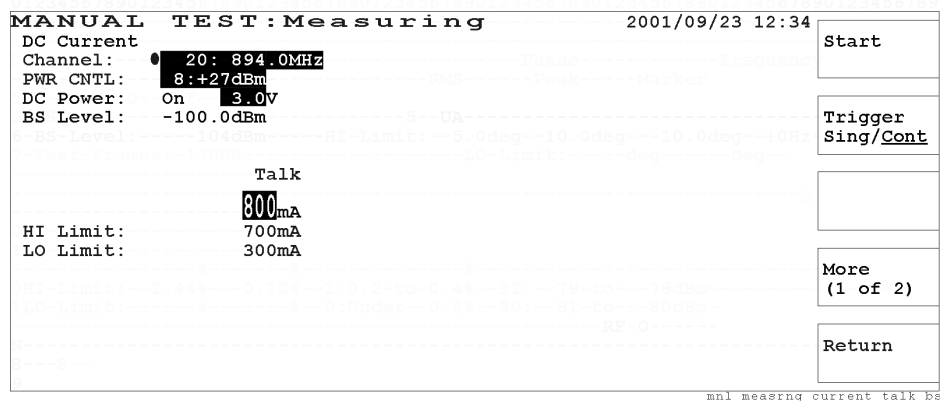 MANUAL TEST:Measuring 2001/09/23 12:34
DC Current
Channel: 20: 894.0MHz
PWR CNTL: 8:+27dBm
DC Power: On 3.0V
BS Level: -100.0dBm
Talk
800mA
HI Limit: 700mA
LO Limit: 300mA
Start
Trigger
Sing/Cont
More
(1 of 2)
Return
mnl measrng current talk bs